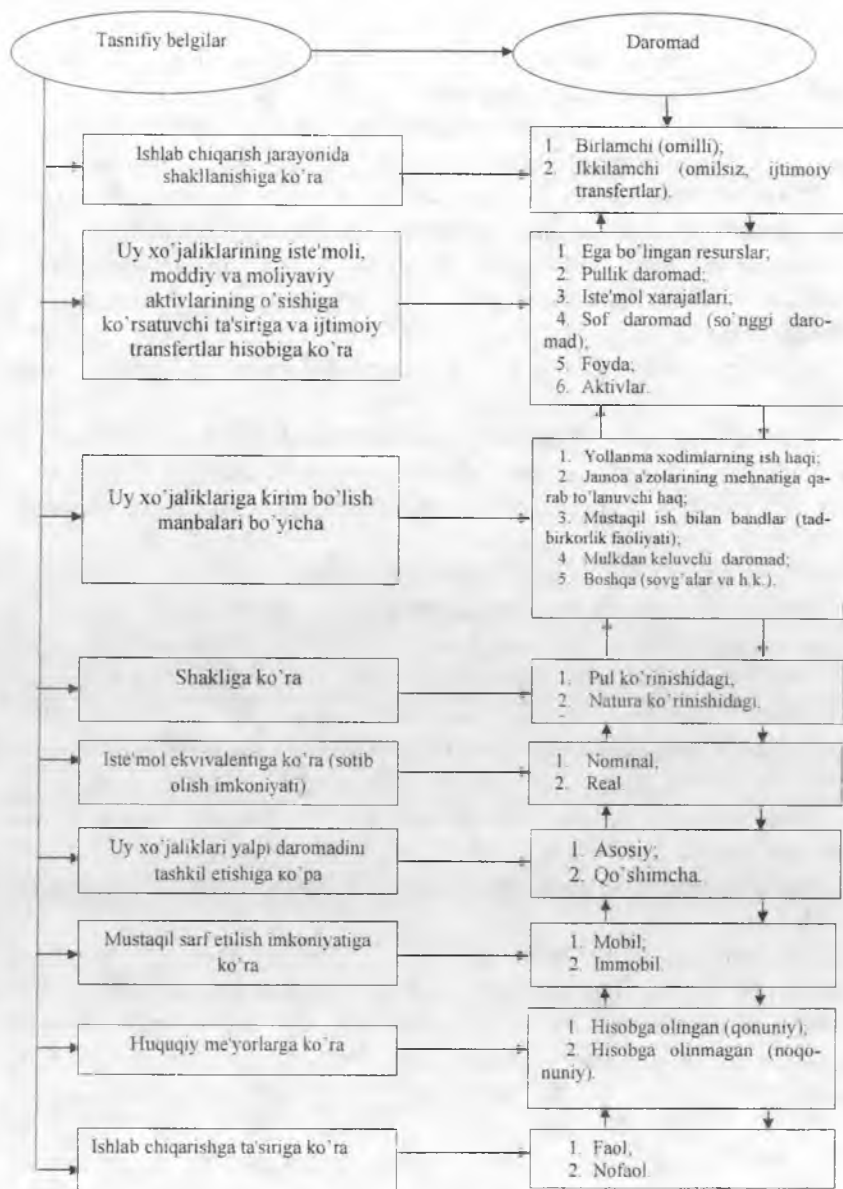 Tasnifiy belgilar
Daromad
Ishlab chiqarish jarayonida
shakllanishiga ko`ra
1. Birlamchi (omilli);
2. Ikkilamchi (omilsiz, ijtimoiy
transfertlar).
Uy xo`jaliklarining iste'moli,
moddiy va moliyaviy
aktivlarining o`sishiga
ko`rsatuvchi ta'siriga va ijtimoiy
transfertlar hisobiga ko`ra
1. Ega bo`lingan resurslar;
2. Pullik daromad;
3. Iste'mol xarajatlari;
4. Sof daromad (so`nggi daro-
mad);
5. Foyda;
6. Aktivlar.
Uy xo`jaliklariga kirim bo`lish
manbalari bo`yicha
1. Yollanma xodimlarning ish haqi;
2. Jamoa a'zolarining mehnatiga qa-
rab to`lanuvchi haq;
3. Mustaqil ish bilan bandlar (tad-
birkorlik faoliyati);
4 Mulkdan keluvchi daromad;
5 Boshqa (sovg`alar va h.k.).
Shakliga ko`ra
1. Pul ko`rinishidagi,
2. Natura ko`rinishidagi.
Iste'mol ekvivalentiga ko`ra (sotib
olish imkoniyati)
1. Nominal;
2. Real
Uy xo`jaliklari yalpi daromadini
tashkil etishiga ko`pa
1. Asosiy;
2. Qo`shimcha.
Mustaqil sarf etilish imkoniyatiga
ko`ra
1. Mobil;
2. Immobil.
Huquqiy me'yorlarga ko`ra
1. Hisobga olingan (qonuniy);
2. Hisobga olinmagan (noqo-
nuniy).
Ishlab chiqarishga ta'siriga ko`ra
1. Faol;
2. Nofaol.